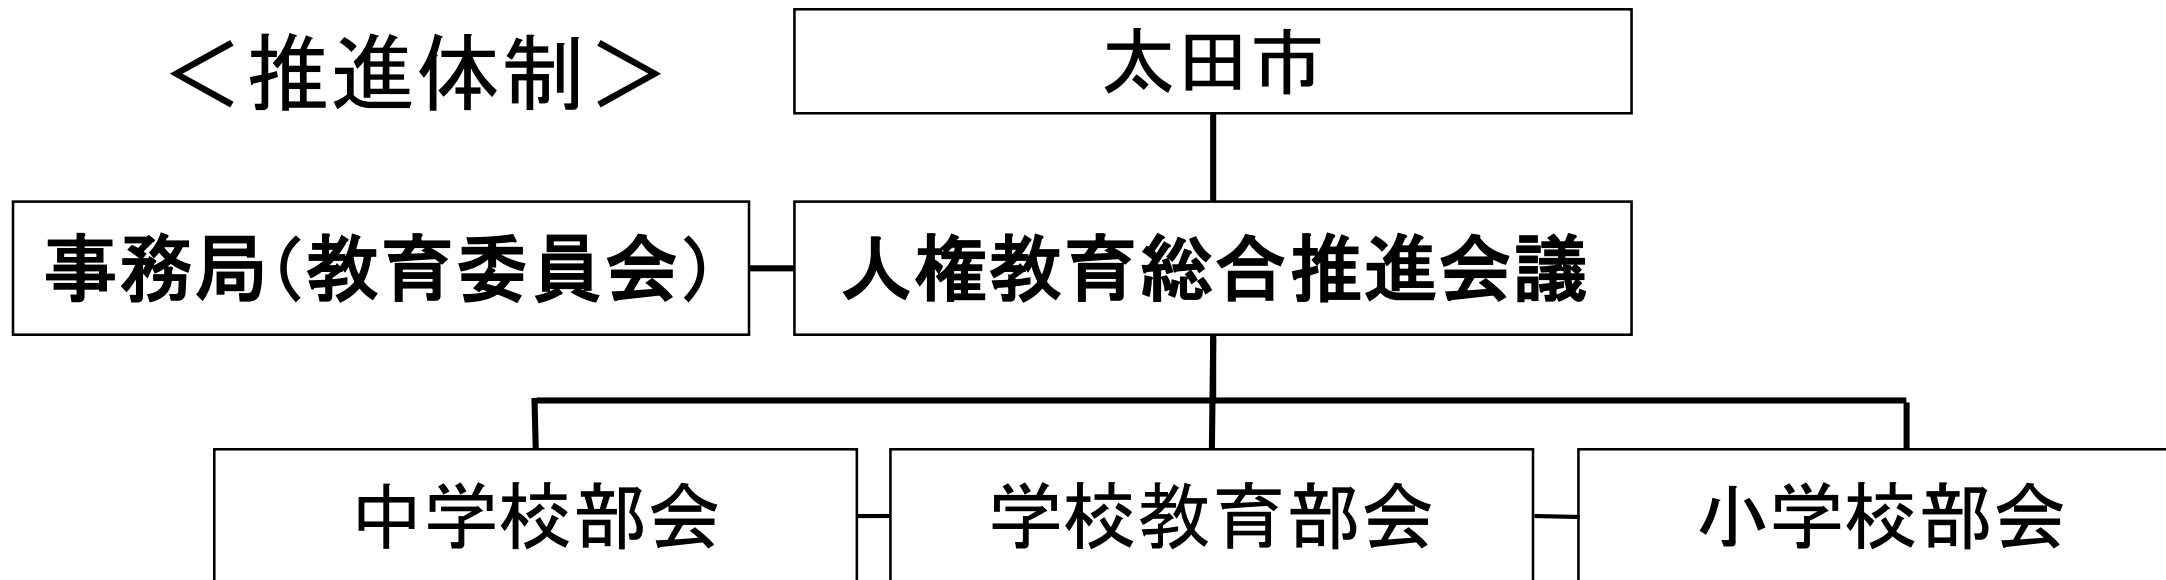 ＜推進体制＞
太田市
事務局(教育委員会)
人権教育総合推進会議
中学校部会
学校教育部会
小学校部会